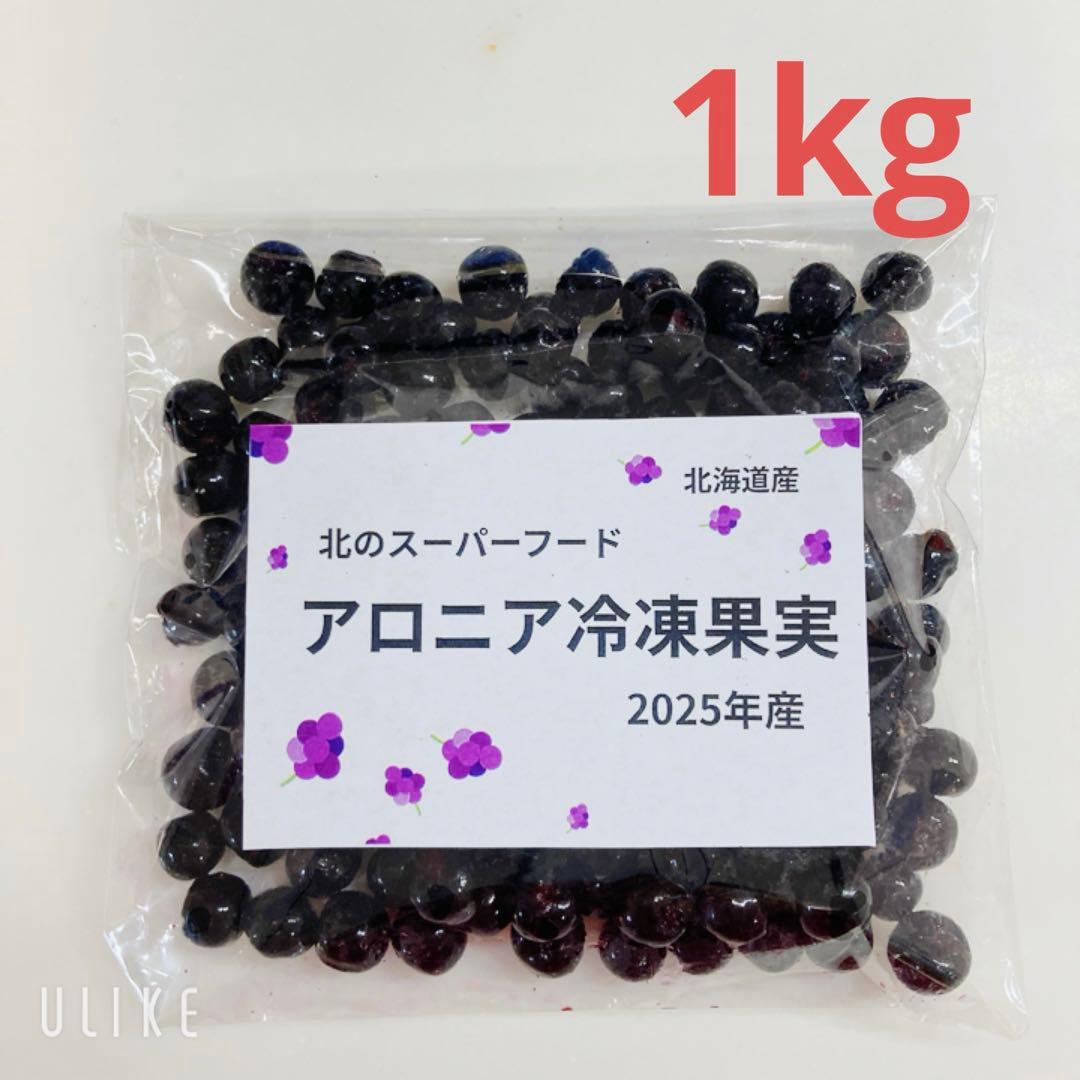 1kg
北海道産
北のスーパーフード
アロニア冷凍果実
2025年産
ULIKE